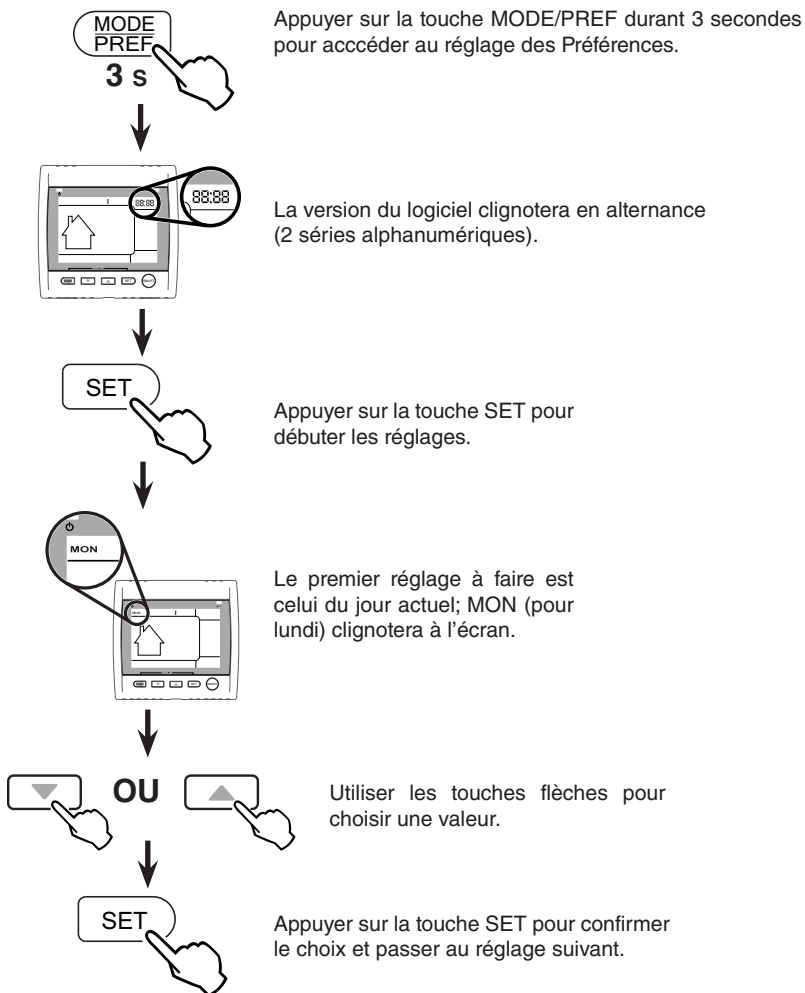 MODE
PREF
3 s
Appuyer sur la touche MODE/PREF durant 3 secondes
pour acccéder au réglage des Préférences.
88:88
88:88
La version du logiciel clignotera en alternance
(2 séries alphanumériques).
SET
Appuyer sur la touche SET pour
débuter les réglages.
MON
Le premier réglage à faire est
celui du jour actuel; MON (pour
lundi) clignotera à l'écran.
OU
Utiliser les touches flèches pour
choisir une valeur.
SET
Appuyer sur la touche SET pour confirmer
le choix et passer au réglage suivant.